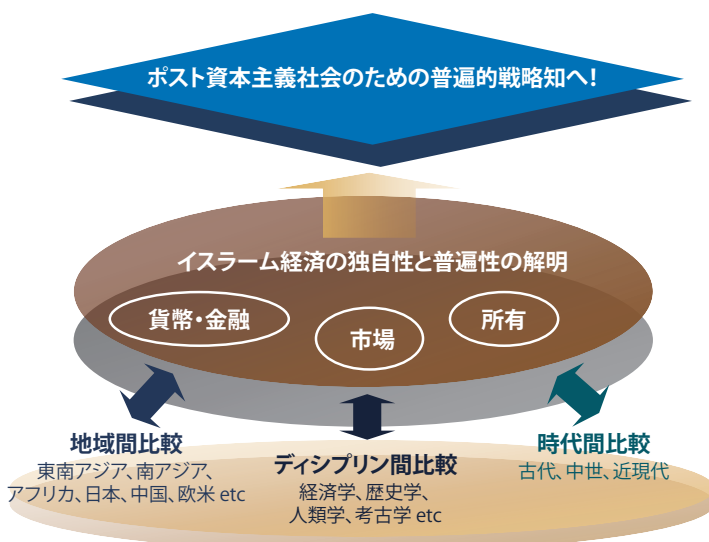 ポスト資本主義社会のための普遍的戦略知へ！
イスラーム経済の独自性と普遍性の解明
貨幣・金融
市場
所有
地域間比較
東南アジア、南アジア、
アフリカ、日本、中国、欧米 etc
ディシプリン間比較
経済学、歴史学、
人類学、考古学 etc
時代間比較
古代、中世、近現代